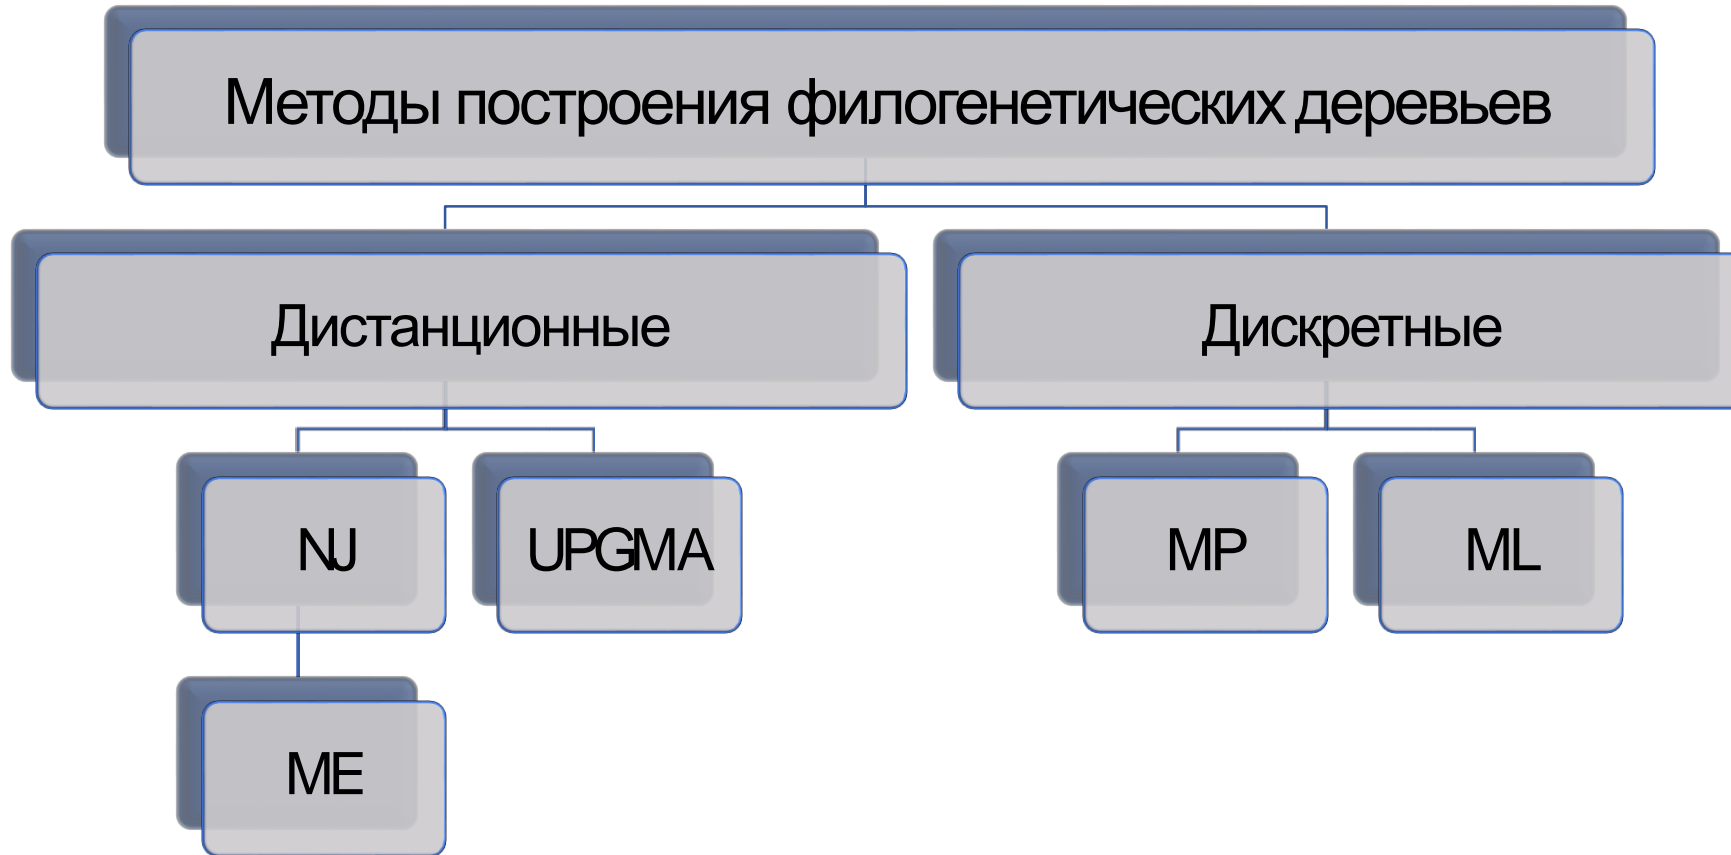 Методы построения филогенетических деревьев
Дистанционные
Дискретные
NJ
UPGMA
MP
ML
ME